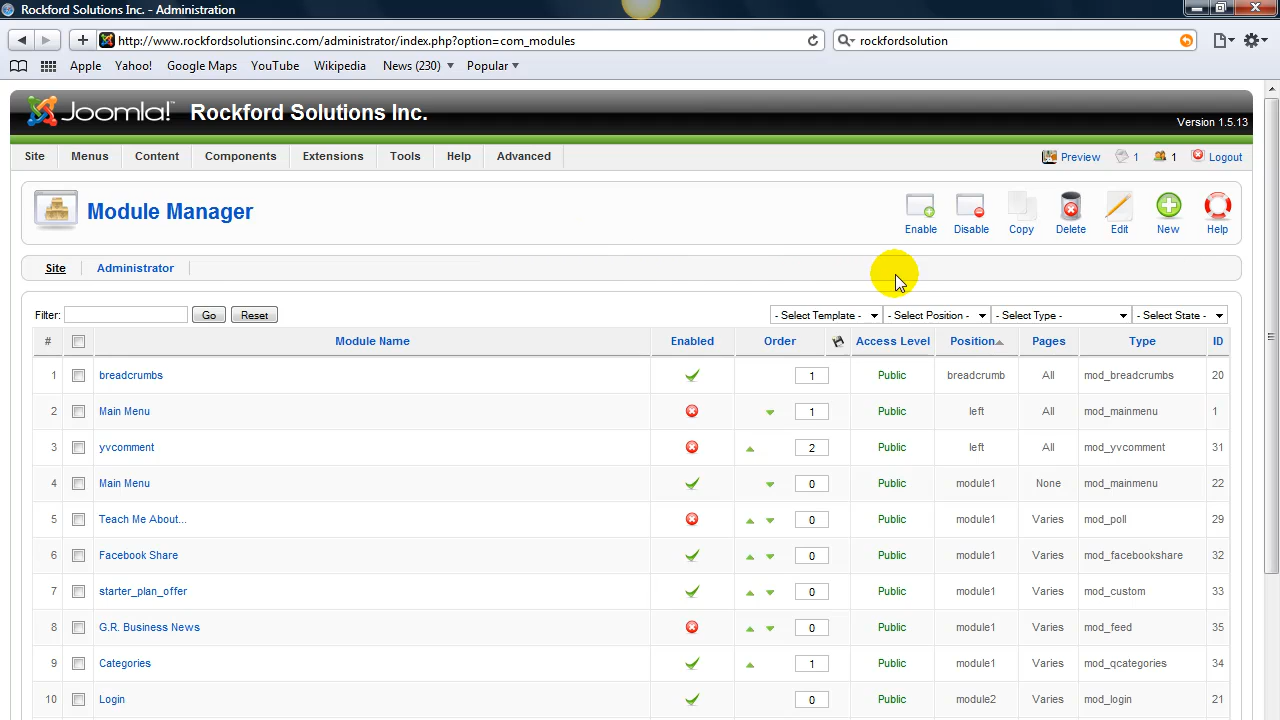 Rockford Solutions Inc. - Administration
http://www.rockfordsolutionsinc.com/administrator/index.php?option=com_modules
rockfordsolution
Apple Yahoo! Google Maps YouTube Wikipedia News (230) Popular
Joomla!™ Rockford Solutions Inc.
Version 1.5.13
Site Menus Content Components Extensions Tools Help Advanced Preview 1 1 Logout
Module Manager
Enable Disable Copy Delete Edit New Help
Site Administrator
Filter: Go Reset - Select Template - - Select Position - - Select Type - - Select State -
# Module Name Enabled Order Access Level Position Pages Type ID
1 breadcrumbs 1 Public breadcrumb All mod_breadcrumbs 20
2 Main Menu 1 Public left All mod_mainmenu 1
3 yvcomment 2 Public left All mod_yvcomment 31
4 Main Menu 0 Public module1 None mod_mainmenu 22
5 Teach Me About... 0 Public module1 Varies mod_poll 29
6 Facebook Share 0 Public module1 Varies mod_facebookshare 32
7 starter_plan_offer 0 Public module1 Varies mod_custom 33
8 G.R. Business News 0 Public module1 Varies mod_feed 35
9 Categories 1 Public module1 Varies mod_qcategories 34
10 Login 0 Public module2 Varies mod_login 21